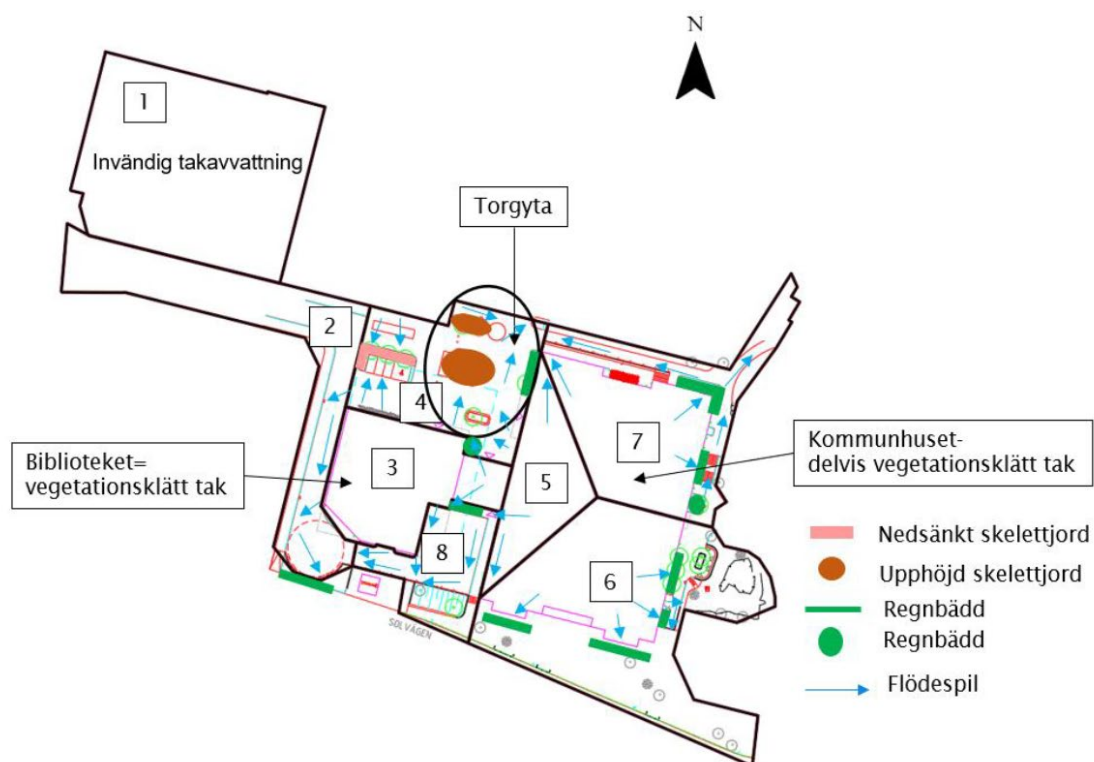 N
1
Invändig takavvattning
Torgyta
2
4
3
5
7
Biblioteket=
vegetationsklätt tak
Kommunhuset-
delvis vegetationsklätt tak
8
6
SOLVÄGEN
Nedsänkt skelettjord
Upphöjd skelettjord
Regnbädd
Regnbädd
Flödespil